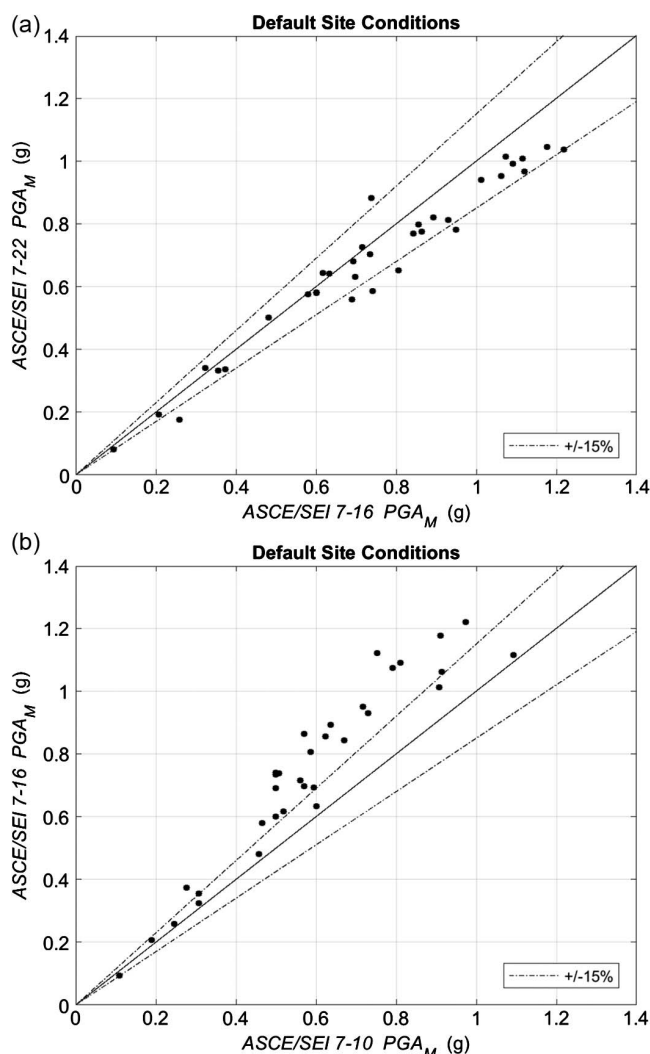 (a)
Default Site Conditions
1.4
1.2
1
0.8
0.6
0.4
0.2
0
ASCE/SEI 7-22 PGA_M (g)
+/-15%
0 0.2 0.4 0.6 0.8 1 1.2 1.4
ASCE/SEI 7-16 PGA_M (g)
(b)
Default Site Conditions
1.4
1.2
1
0.8
0.6
0.4
0.2
0
ASCE/SEI 7-16 PGA_M (g)
+/-15%
0 0.2 0.4 0.6 0.8 1 1.2 1.4
ASCE/SEI 7-10 PGA_M (g)